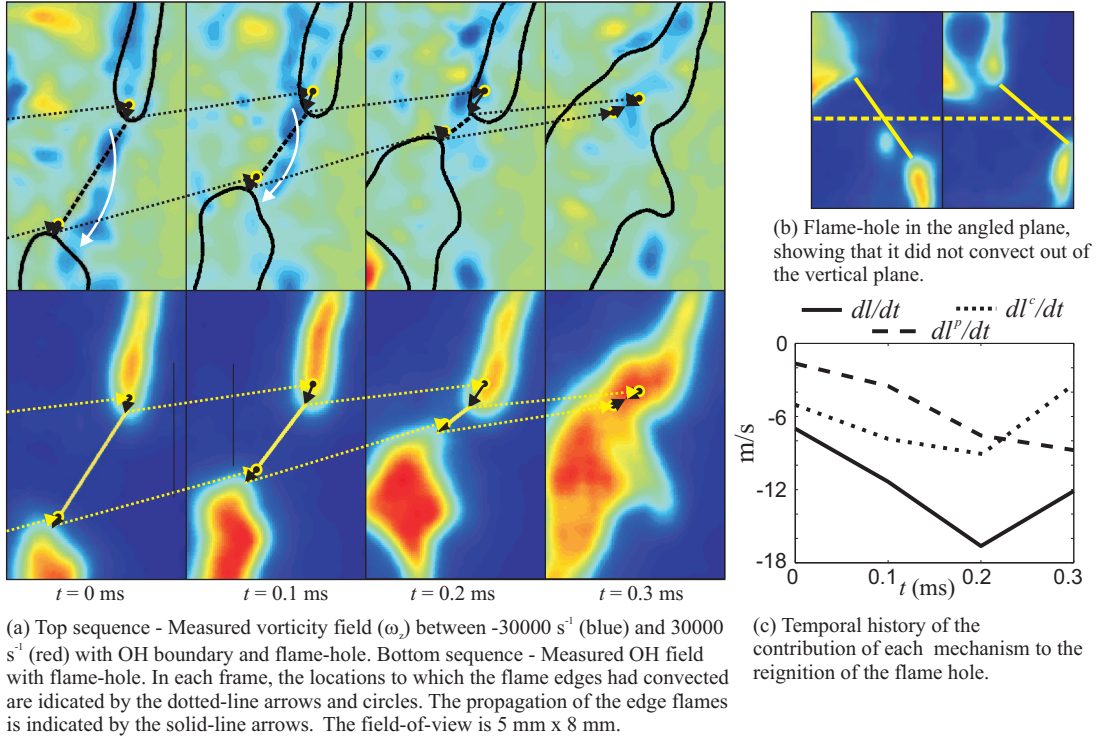 (b) Flame-hole in the angled plane,
showing that it did not convect out of
the vertical plane.
dl/dt
dl^c/dt
dl^p/dt
0
-6
-12
-18
m/s
0
0.1
0.2
0.3
t (ms)
t = 0 ms
t = 0.1 ms
t = 0.2 ms
t = 0.3 ms
(a) Top sequence - Measured vorticity field (ω_z) between -30000 s^-1 (blue) and 30000
s^-1 (red) with OH boundary and flame-hole. Bottom sequence - Measured OH field
with flame-hole. In each frame, the locations to which the flame edges had convected
are idicated by the dotted-line arrows and circles. The propagation of the edge flames
is indicated by the solid-line arrows. The field-of-view is 5 mm x 8 mm.
(c) Temporal history of the
contribution of each mechanism to the
reignition of the flame hole.